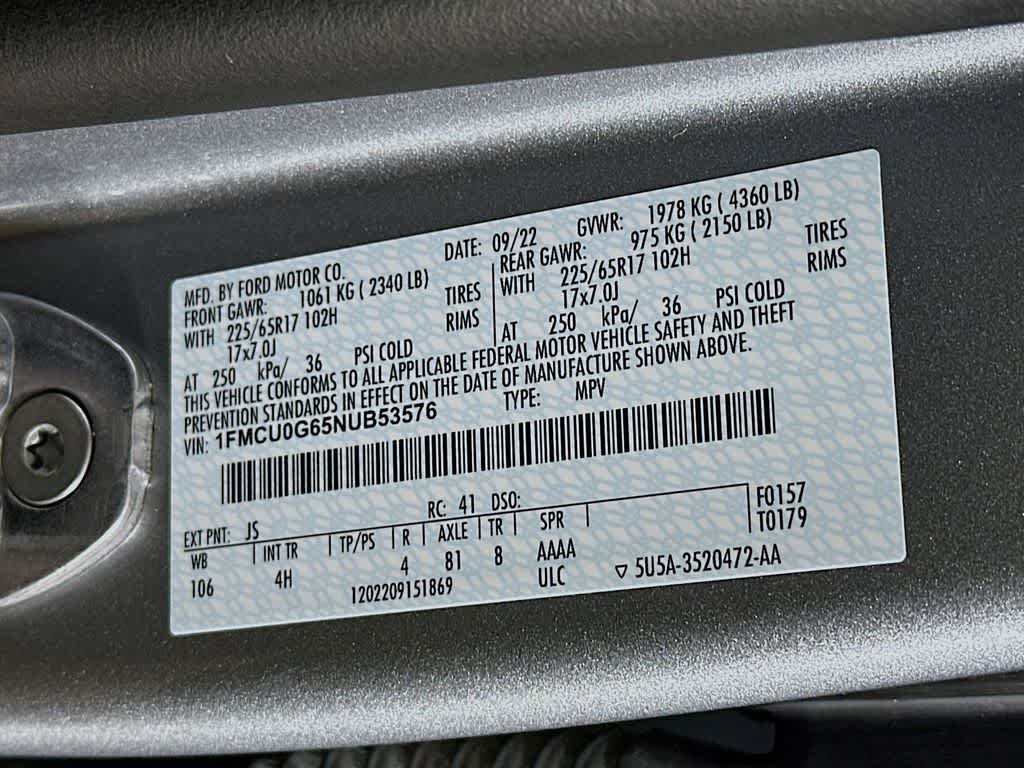 MFD. BY FORD MOTOR CO. DATE: 09/22 GVWR: 1978 KG ( 4360 LB)
FRONT GAWR: 1061 KG ( 2340 LB) REAR GAWR: 975 KG ( 2150 LB)
WITH 225/65R17 102H TIRES WITH 225/65R17 102H TIRES
17x7.0J RIMS 17x7.0J RIMS
AT 250 kPa/ 36 PSI COLD AT 250 kPa/ 36 PSI COLD
THIS VEHICLE CONFORMS TO ALL APPLICABLE FEDERAL MOTOR VEHICLE SAFETY AND THEFT
PREVENTION STANDARDS IN EFFECT ON THE DATE OF MANUFACTURE SHOWN ABOVE.
VIN: 1FMCU0G65NUB53576 TYPE: MPV
EXT PNT: JS RC: 41 DSO: F0157
WB INT TR TP/PS R AXLE TR SPR T0179
106 4H 4 81 8 AAAA
1202209151869 ULC ▽ 5U5A-3520472-AA